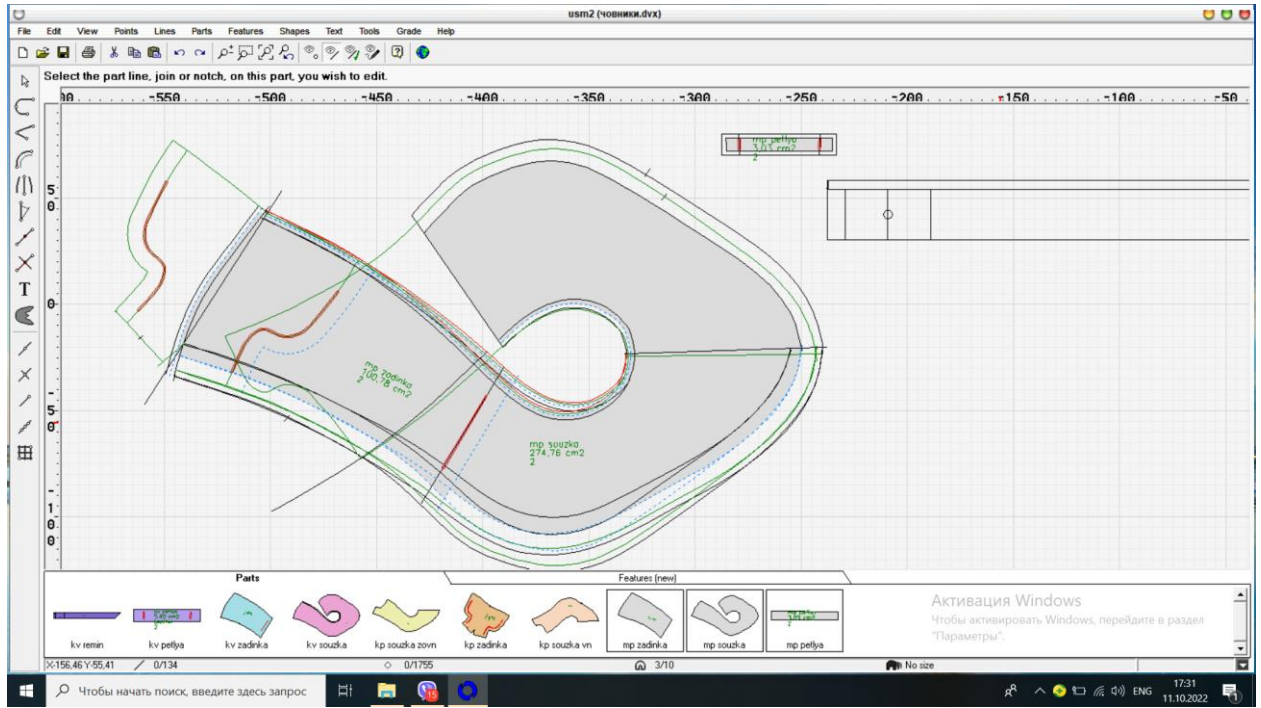 usm2 (човники.dvx)
File Edit View Points Lines Parts Features Shapes Text Tools Grade Help
Select the part line, join or notch, on this part, you wish to edit.
-550 -500 -450 -400 -350 -300 -250 -200 -150 -100 -50
mp petlya
3,03 cm2
2
mp zadinka
100,78 cm2
2
mp souzka
274,76 cm2
2
Parts Features (new)
kv remin kv petlya kv zadinka kv souzka kp souzka zovn kp zadinka kp souzka vn mp zadinka mp souzka mp petlya
Активация Windows
Чтобы активировать Windows, перейдите в раздел
"Параметры".
X-156,46 Y-55,41 0/134 0/1755 3/10 No size
Чтобы начать поиск, введите здесь запрос
15
ENG
17:31
11.10.2022
1